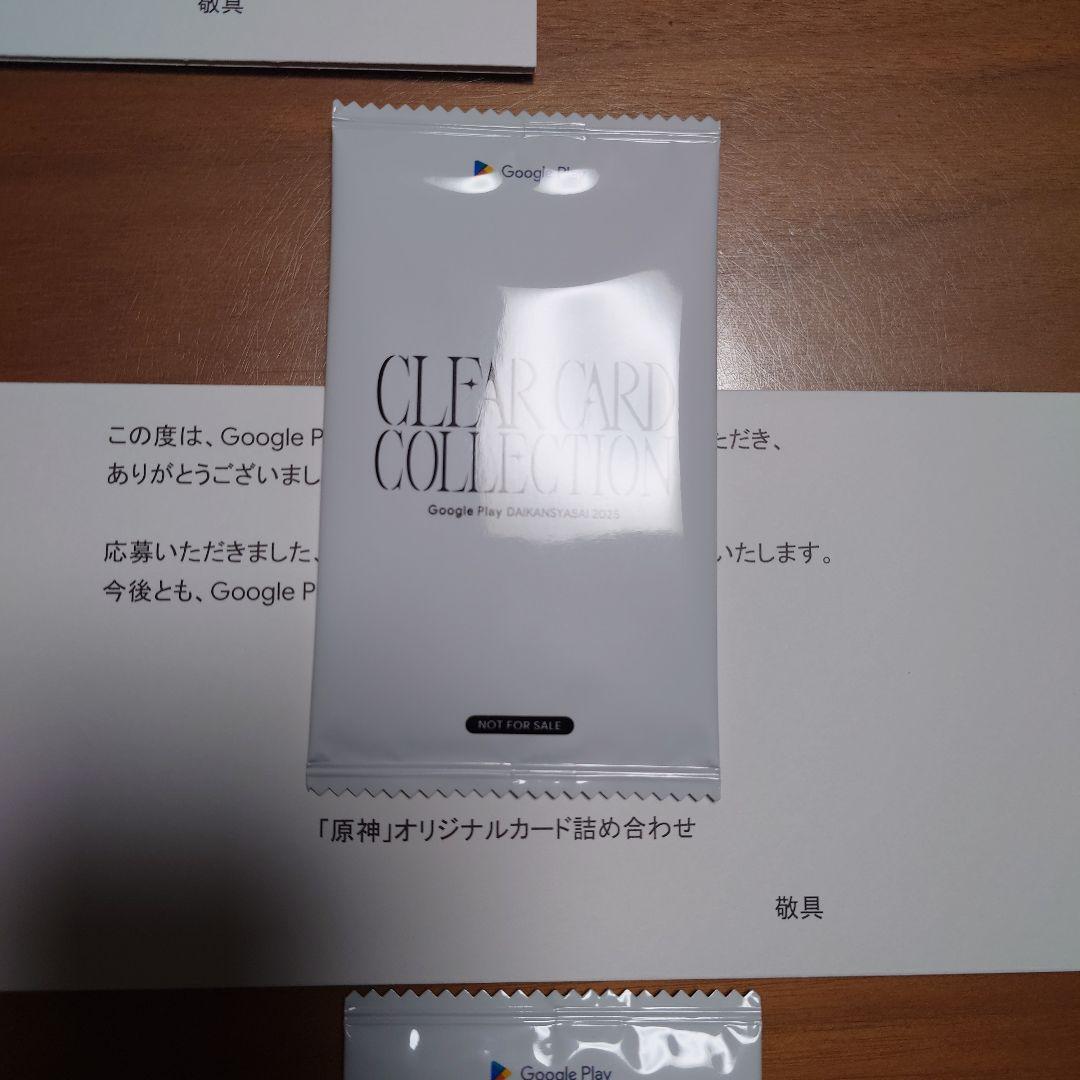 敬具
Google Play
CLEAR CARD
COLLECTION
Google Play DAIKANSYASAI 2025
NOT FOR SALE
この度は、Google P
ただき、
ありがとうございまし
応募いただきました、
いたします。
今後とも、Google P
「原神」オリジナルカード詰め合わせ
敬具
Google Play